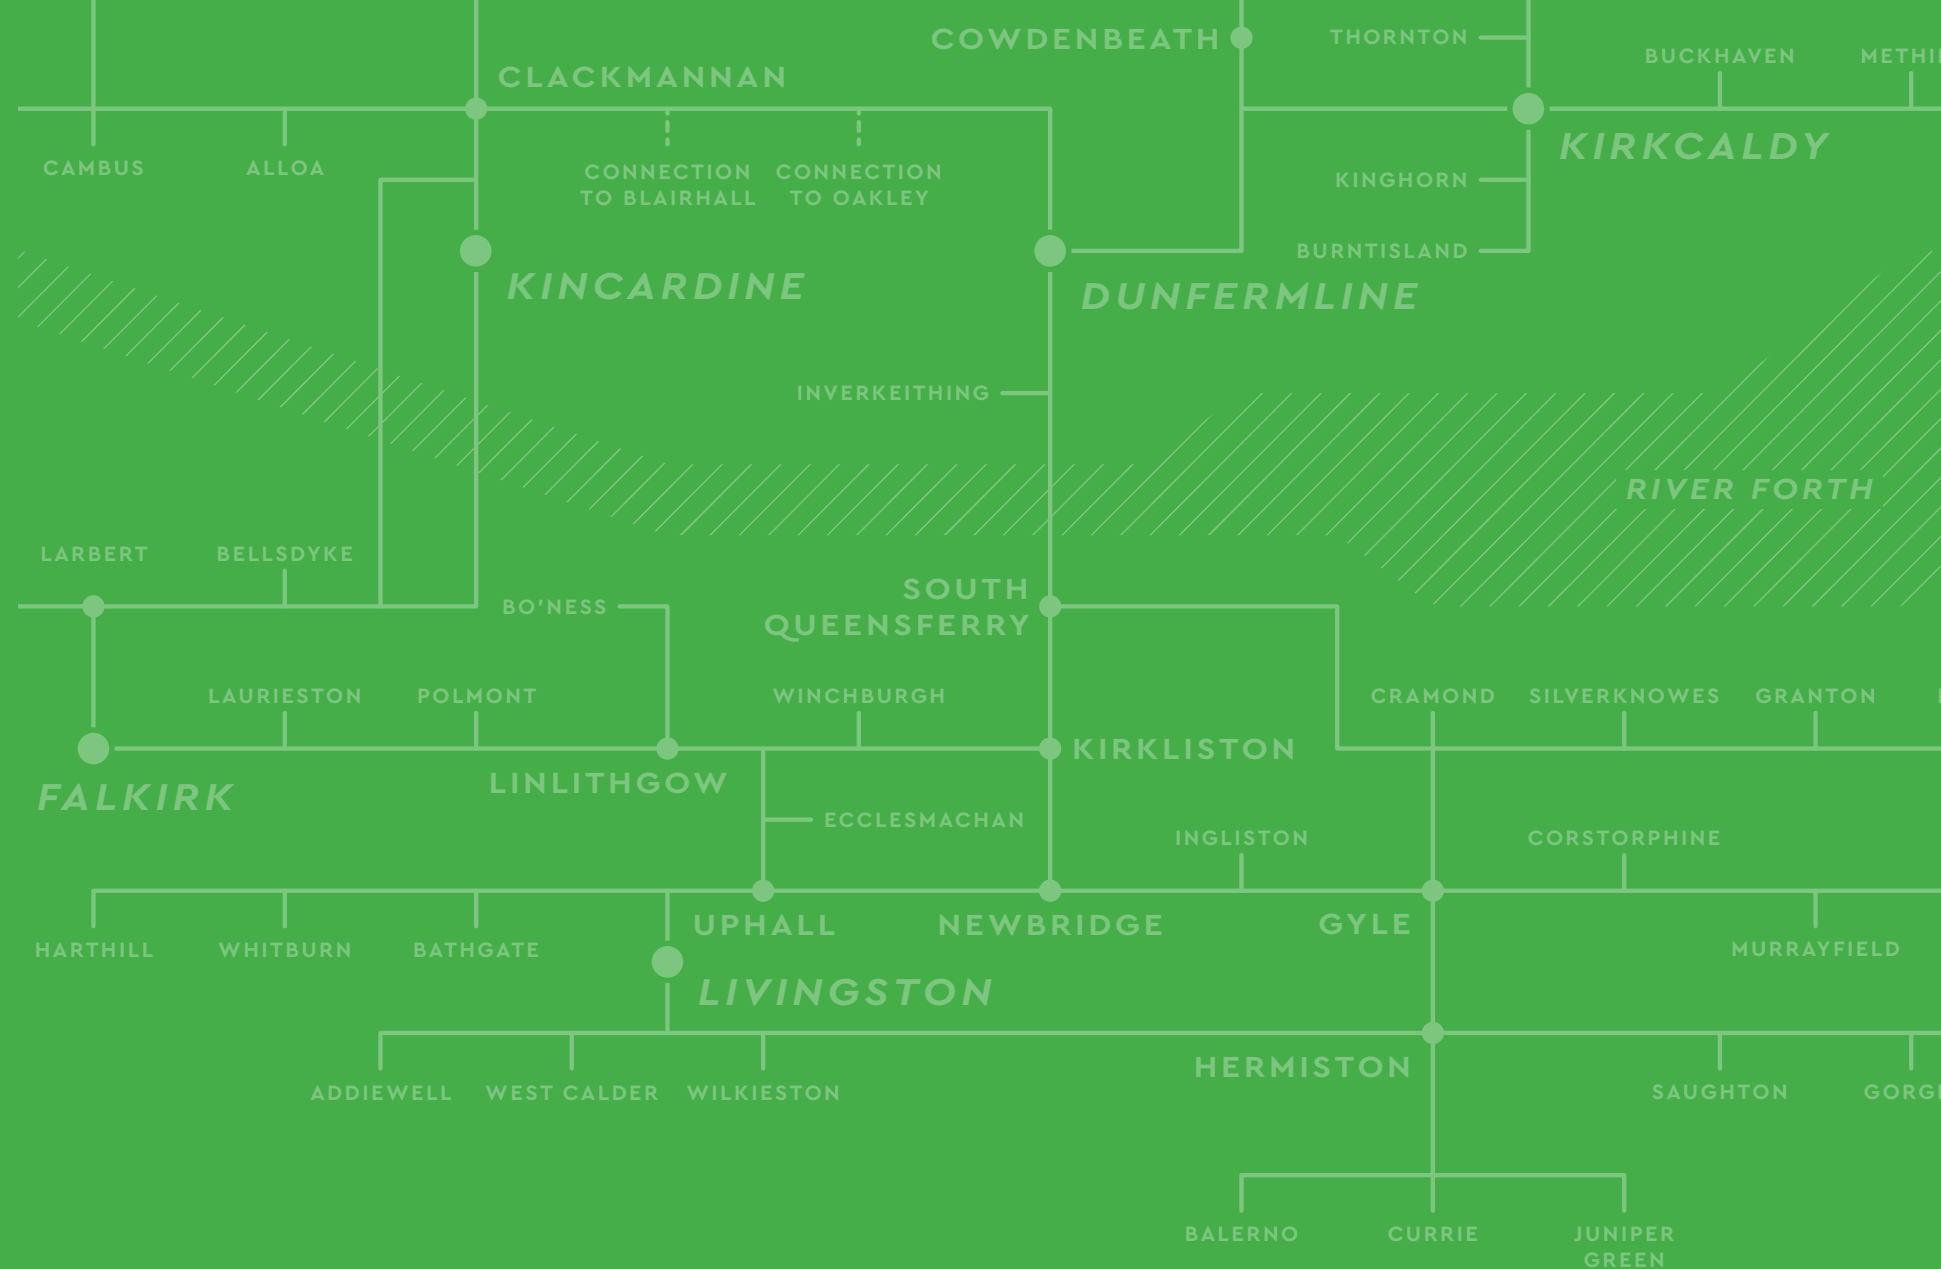 COWDENBEATH
THORNTON
BUCKHAVEN
CLACKMANNAN
KIRKCALDY
CAMBUS
ALLOA
CONNECTION
TO BLAIRHALL
CONNECTION
TO OAKLEY
KINGHORN
BURNTISLAND
KINCARDINE
DUNFERMLINE
INVERKEITHING
RIVER FORTH
LARBERT
BELLSDYKE
BO'NESS
SOUTH
QUEENSFERRY
LAURIESTON
POLMONT
WINCHBURGH
CRAMOND
SILVERKNOWES
GRANTON
KIRKLISTON
FALKIRK
LINLITHGOW
ECCLESMACHAN
INGLISTON
CORSTORPHINE
HARTHILL
WHITBURN
BATHGATE
UPHALL
NEWBRIDGE
GYLE
MURRAYFIELD
LIVINGSTON
HERMISTON
ADDIEWELL
WEST CALDER
WILKIESTON
SAUGHTON
BALERNO
CURRIE
JUNIPER
GREEN